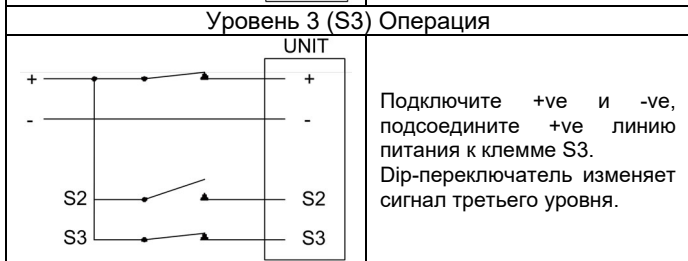 Уровень 3 (S3) Операция
UNIT
+ +
- -
S2 S2
S3 S3
Подключите +ve и -ve,
подсоедините +ve линию
питания к клемме S3.
Dip-переключатель изменяет
сигнал третьего уровня.